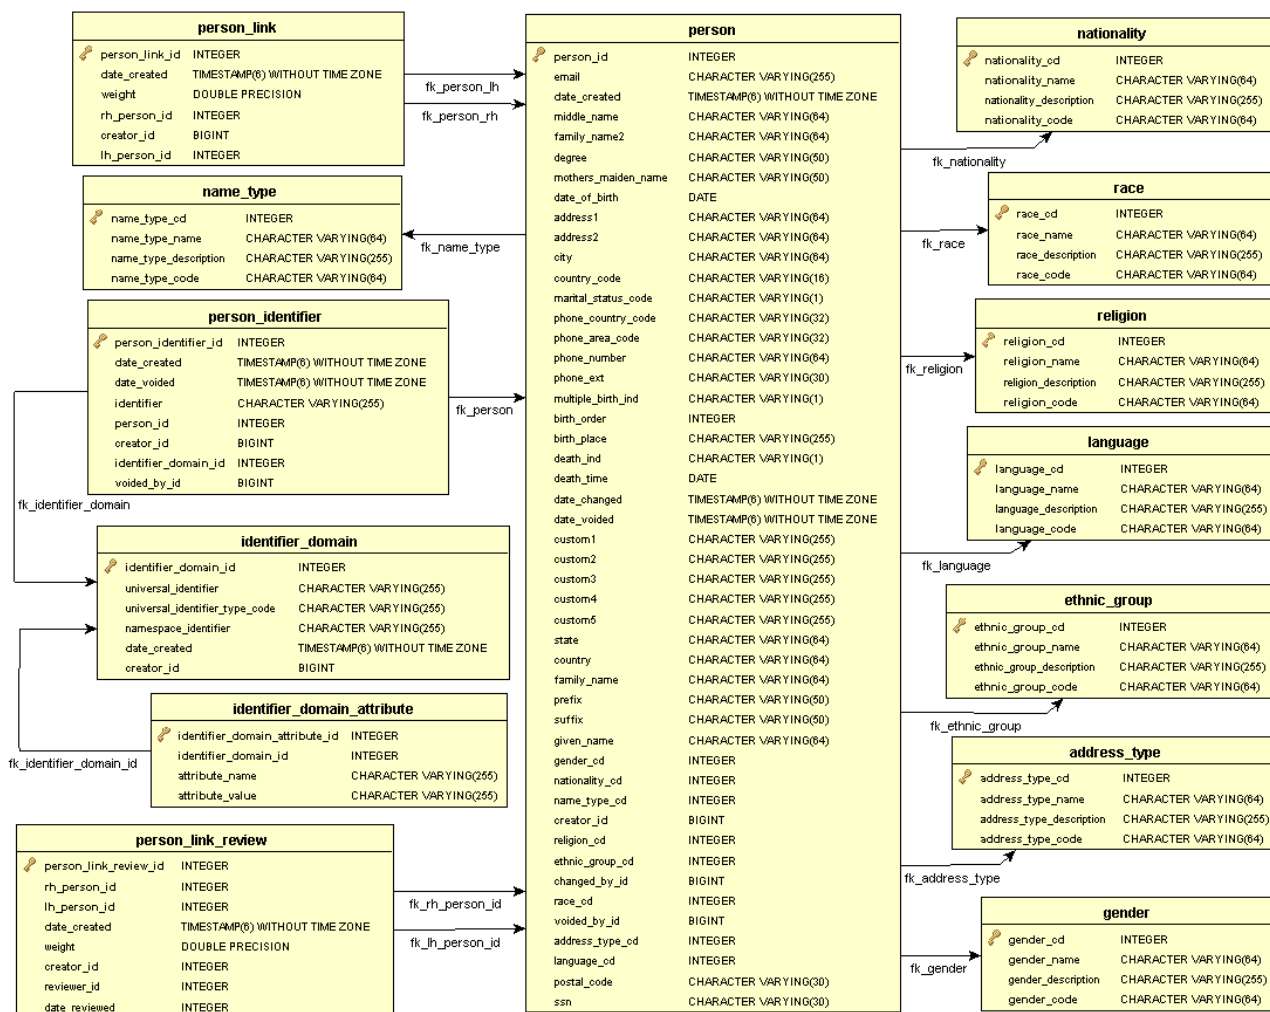 person_link
person_link_id INTEGER
date_created TIMESTAMP(6) WITHOUT TIME ZONE
weight DOUBLE PRECISION
rh_person_id INTEGER
creator_id BIGINT
lh_person_id INTEGER
fk_person_lh
fk_person_rh
name_type
name_type_cd INTEGER
name_type_name CHARACTER VARYING(64)
name_type_description CHARACTER VARYING(255)
name_type_code CHARACTER VARYING(64)
fk_name_type
person_identifier
person_identifier_id INTEGER
date_created TIMESTAMP(6) WITHOUT TIME ZONE
date_voided TIMESTAMP(6) WITHOUT TIME ZONE
identifier CHARACTER VARYING(255)
person_id INTEGER
creator_id BIGINT
identifier_domain_id INTEGER
voided_by_id BIGINT
fk_person
fk_identifier_domain
identifier_domain
identifier_domain_id INTEGER
universal_identifier CHARACTER VARYING(255)
universal_identifier_type_code CHARACTER VARYING(255)
namespace_identifier CHARACTER VARYING(255)
date_created TIMESTAMP(6) WITHOUT TIME ZONE
creator_id BIGINT
identifier_domain_attribute
identifier_domain_attribute_id INTEGER
identifier_domain_id INTEGER
attribute_name CHARACTER VARYING(255)
attribute_value CHARACTER VARYING(255)
fk_identifier_domain_id
person_link_review
person_link_review_id INTEGER
rh_person_id INTEGER
lh_person_id INTEGER
date_created TIMESTAMP(6) WITHOUT TIME ZONE
weight DOUBLE PRECISION
creator_id INTEGER
reviewer_id INTEGER
date_reviewed INTEGER
fk_rh_person_id
fk_lh_person_id
person
person_id INTEGER
email CHARACTER VARYING(255)
date_created TIMESTAMP(6) WITHOUT TIME ZONE
middle_name CHARACTER VARYING(64)
family_name2 CHARACTER VARYING(64)
degree CHARACTER VARYING(50)
mothers_maiden_name CHARACTER VARYING(50)
date_of_birth DATE
address1 CHARACTER VARYING(64)
address2 CHARACTER VARYING(64)
city CHARACTER VARYING(64)
country_code CHARACTER VARYING(16)
marital_status_code CHARACTER VARYING(1)
phone_country_code CHARACTER VARYING(32)
phone_area_code CHARACTER VARYING(32)
phone_number CHARACTER VARYING(64)
phone_ext CHARACTER VARYING(30)
multiple_birth_ind CHARACTER VARYING(1)
birth_order INTEGER
birth_place CHARACTER VARYING(255)
death_ind CHARACTER VARYING(1)
death_time DATE
date_changed TIMESTAMP(6) WITHOUT TIME ZONE
date_voided TIMESTAMP(6) WITHOUT TIME ZONE
custom1 CHARACTER VARYING(255)
custom2 CHARACTER VARYING(255)
custom3 CHARACTER VARYING(255)
custom4 CHARACTER VARYING(255)
custom5 CHARACTER VARYING(255)
state CHARACTER VARYING(64)
country CHARACTER VARYING(64)
family_name CHARACTER VARYING(64)
prefix CHARACTER VARYING(50)
suffix CHARACTER VARYING(50)
given_name CHARACTER VARYING(64)
gender_cd INTEGER
nationality_cd INTEGER
name_type_cd INTEGER
creator_id BIGINT
religion_cd INTEGER
ethnic_group_cd INTEGER
changed_by_id BIGINT
race_cd INTEGER
voided_by_id BIGINT
address_type_cd INTEGER
language_cd INTEGER
postal_code CHARACTER VARYING(30)
ssn CHARACTER VARYING(30)
nationality
nationality_cd INTEGER
nationality_name CHARACTER VARYING(64)
nationality_description CHARACTER VARYING(255)
nationality_code CHARACTER VARYING(64)
fk_nationality
race
race_cd INTEGER
race_name CHARACTER VARYING(64)
race_description CHARACTER VARYING(255)
race_code CHARACTER VARYING(64)
fk_race
religion
religion_cd INTEGER
religion_name CHARACTER VARYING(64)
religion_description CHARACTER VARYING(255)
religion_code CHARACTER VARYING(64)
fk_religion
language
language_cd INTEGER
language_name CHARACTER VARYING(64)
language_description CHARACTER VARYING(255)
language_code CHARACTER VARYING(64)
fk_language
ethnic_group
ethnic_group_cd INTEGER
ethnic_group_name CHARACTER VARYING(64)
ethnic_group_description CHARACTER VARYING(255)
ethnic_group_code CHARACTER VARYING(64)
fk_ethnic_group
address_type
address_type_cd INTEGER
address_type_name CHARACTER VARYING(64)
address_type_description CHARACTER VARYING(255)
address_type_code CHARACTER VARYING(64)
fk_address_type
gender
gender_cd INTEGER
gender_name CHARACTER VARYING(64)
gender_description CHARACTER VARYING(255)
gender_code CHARACTER VARYING(64)
fk_gender